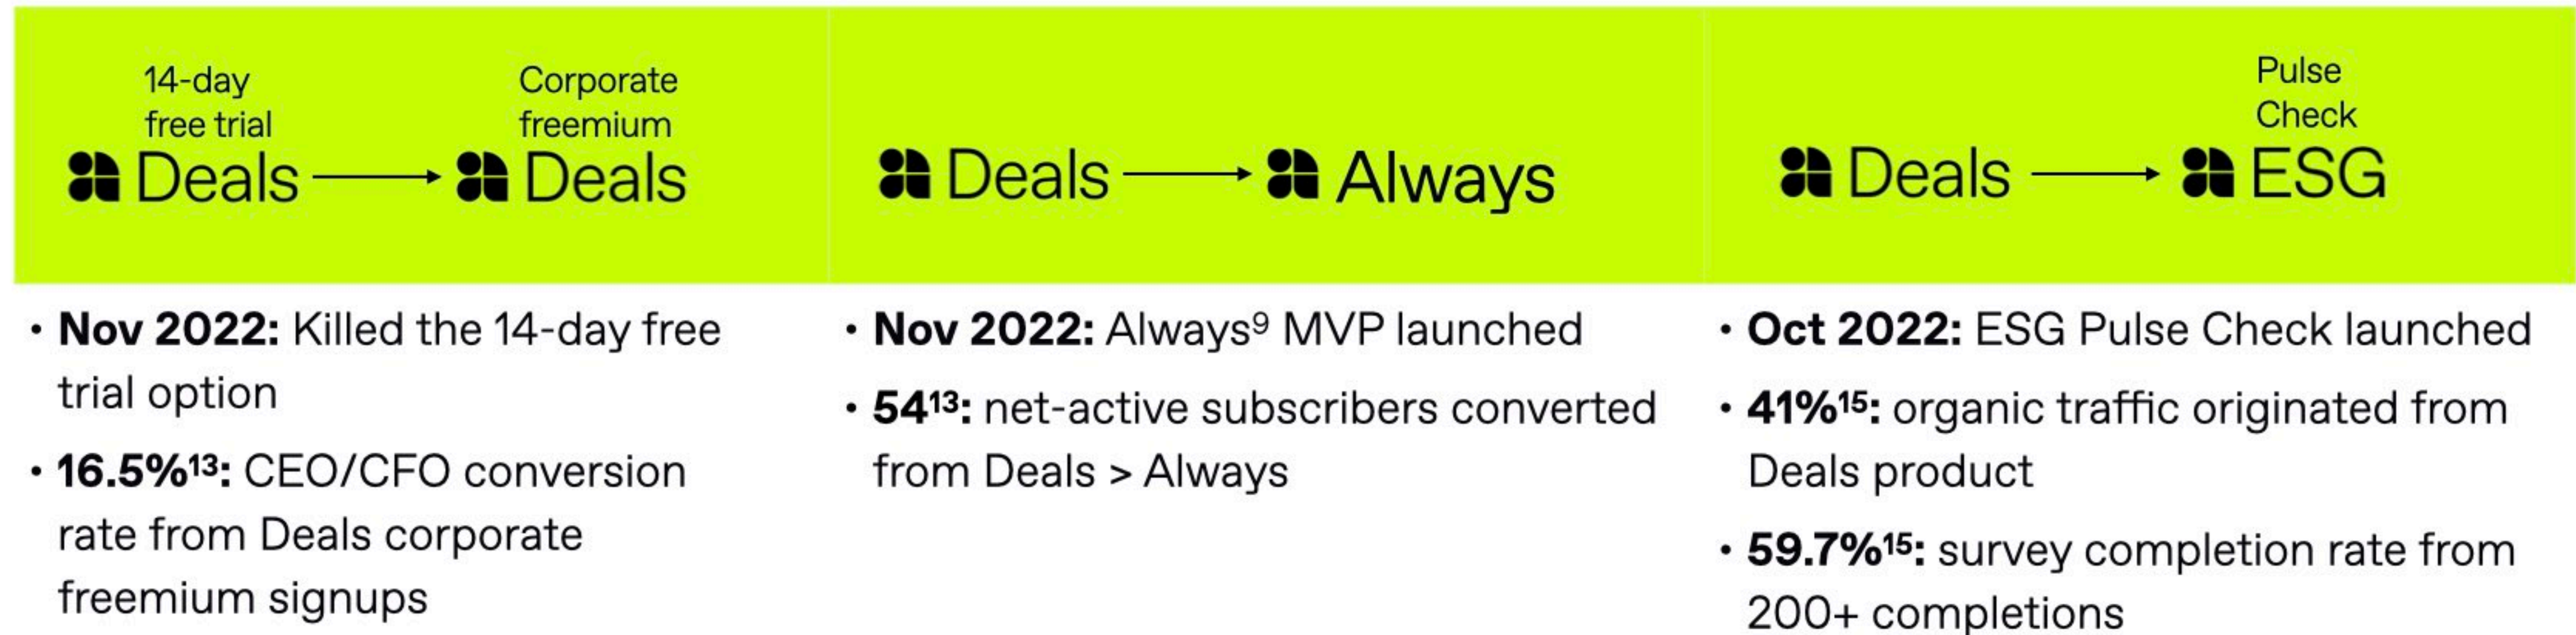 14-day
free trial
Deals
Corporate
freemium
Deals
Deals
Always
Pulse
Check
Deals
ESG
• Nov 2022: Killed the 14-day free
trial option
• 16.5%¹³: CEO/CFO conversion
rate from Deals corporate
freemium signups
• Nov 2022: Always⁹ MVP launched
• 54¹³: net-active subscribers converted
from Deals > Always
• Oct 2022: ESG Pulse Check launched
• 41%¹⁵: organic traffic originated from
Deals product
• 59.7%¹⁵: survey completion rate from
200+ completions